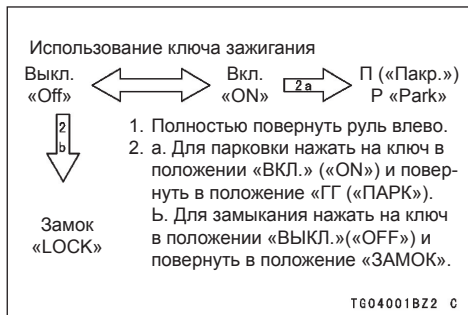 Использование ключа зажигания
Выкл. Вкл. П («Пакр.»)
«Off» «ON» 2a P «Park»
2 1. Полностью повернуть руль влево.
b 2. а. Для парковки нажать на ключ в
положении «ВКЛ.» («ON») и повер-
нуть в положение «ГГ («ПАРК»).
Ь. Для замыкания нажать на ключ
Замок в положении «ВЫКЛ.»(«OFF») и
«LOCK» повернуть в положение «ЗАМОК».
TG04001BZ2 C